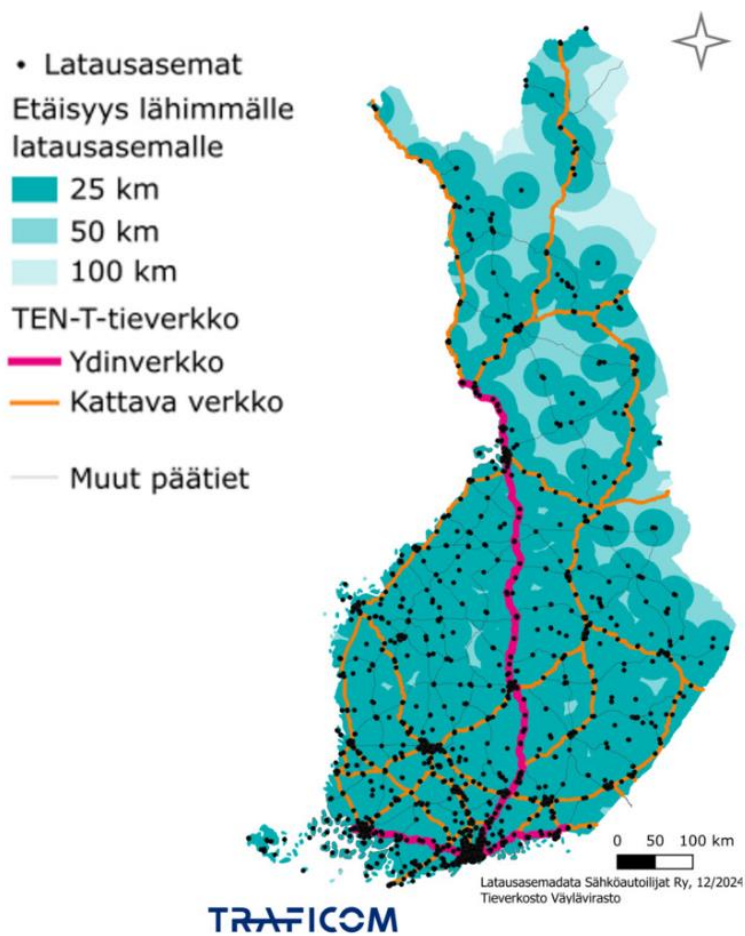 Latausasemat
Etäisyys lähimmälle
latausasemalle
25 km
50 km
100 km
TEN-T-tieverkko
Ydinverkko
Kattava verkko
Muut päätiet
0 50 100 km
Latausasemadata Sähköautoilijat Ry, 12/2024
Tieverkosto Väylävirasto
TRAFICOM